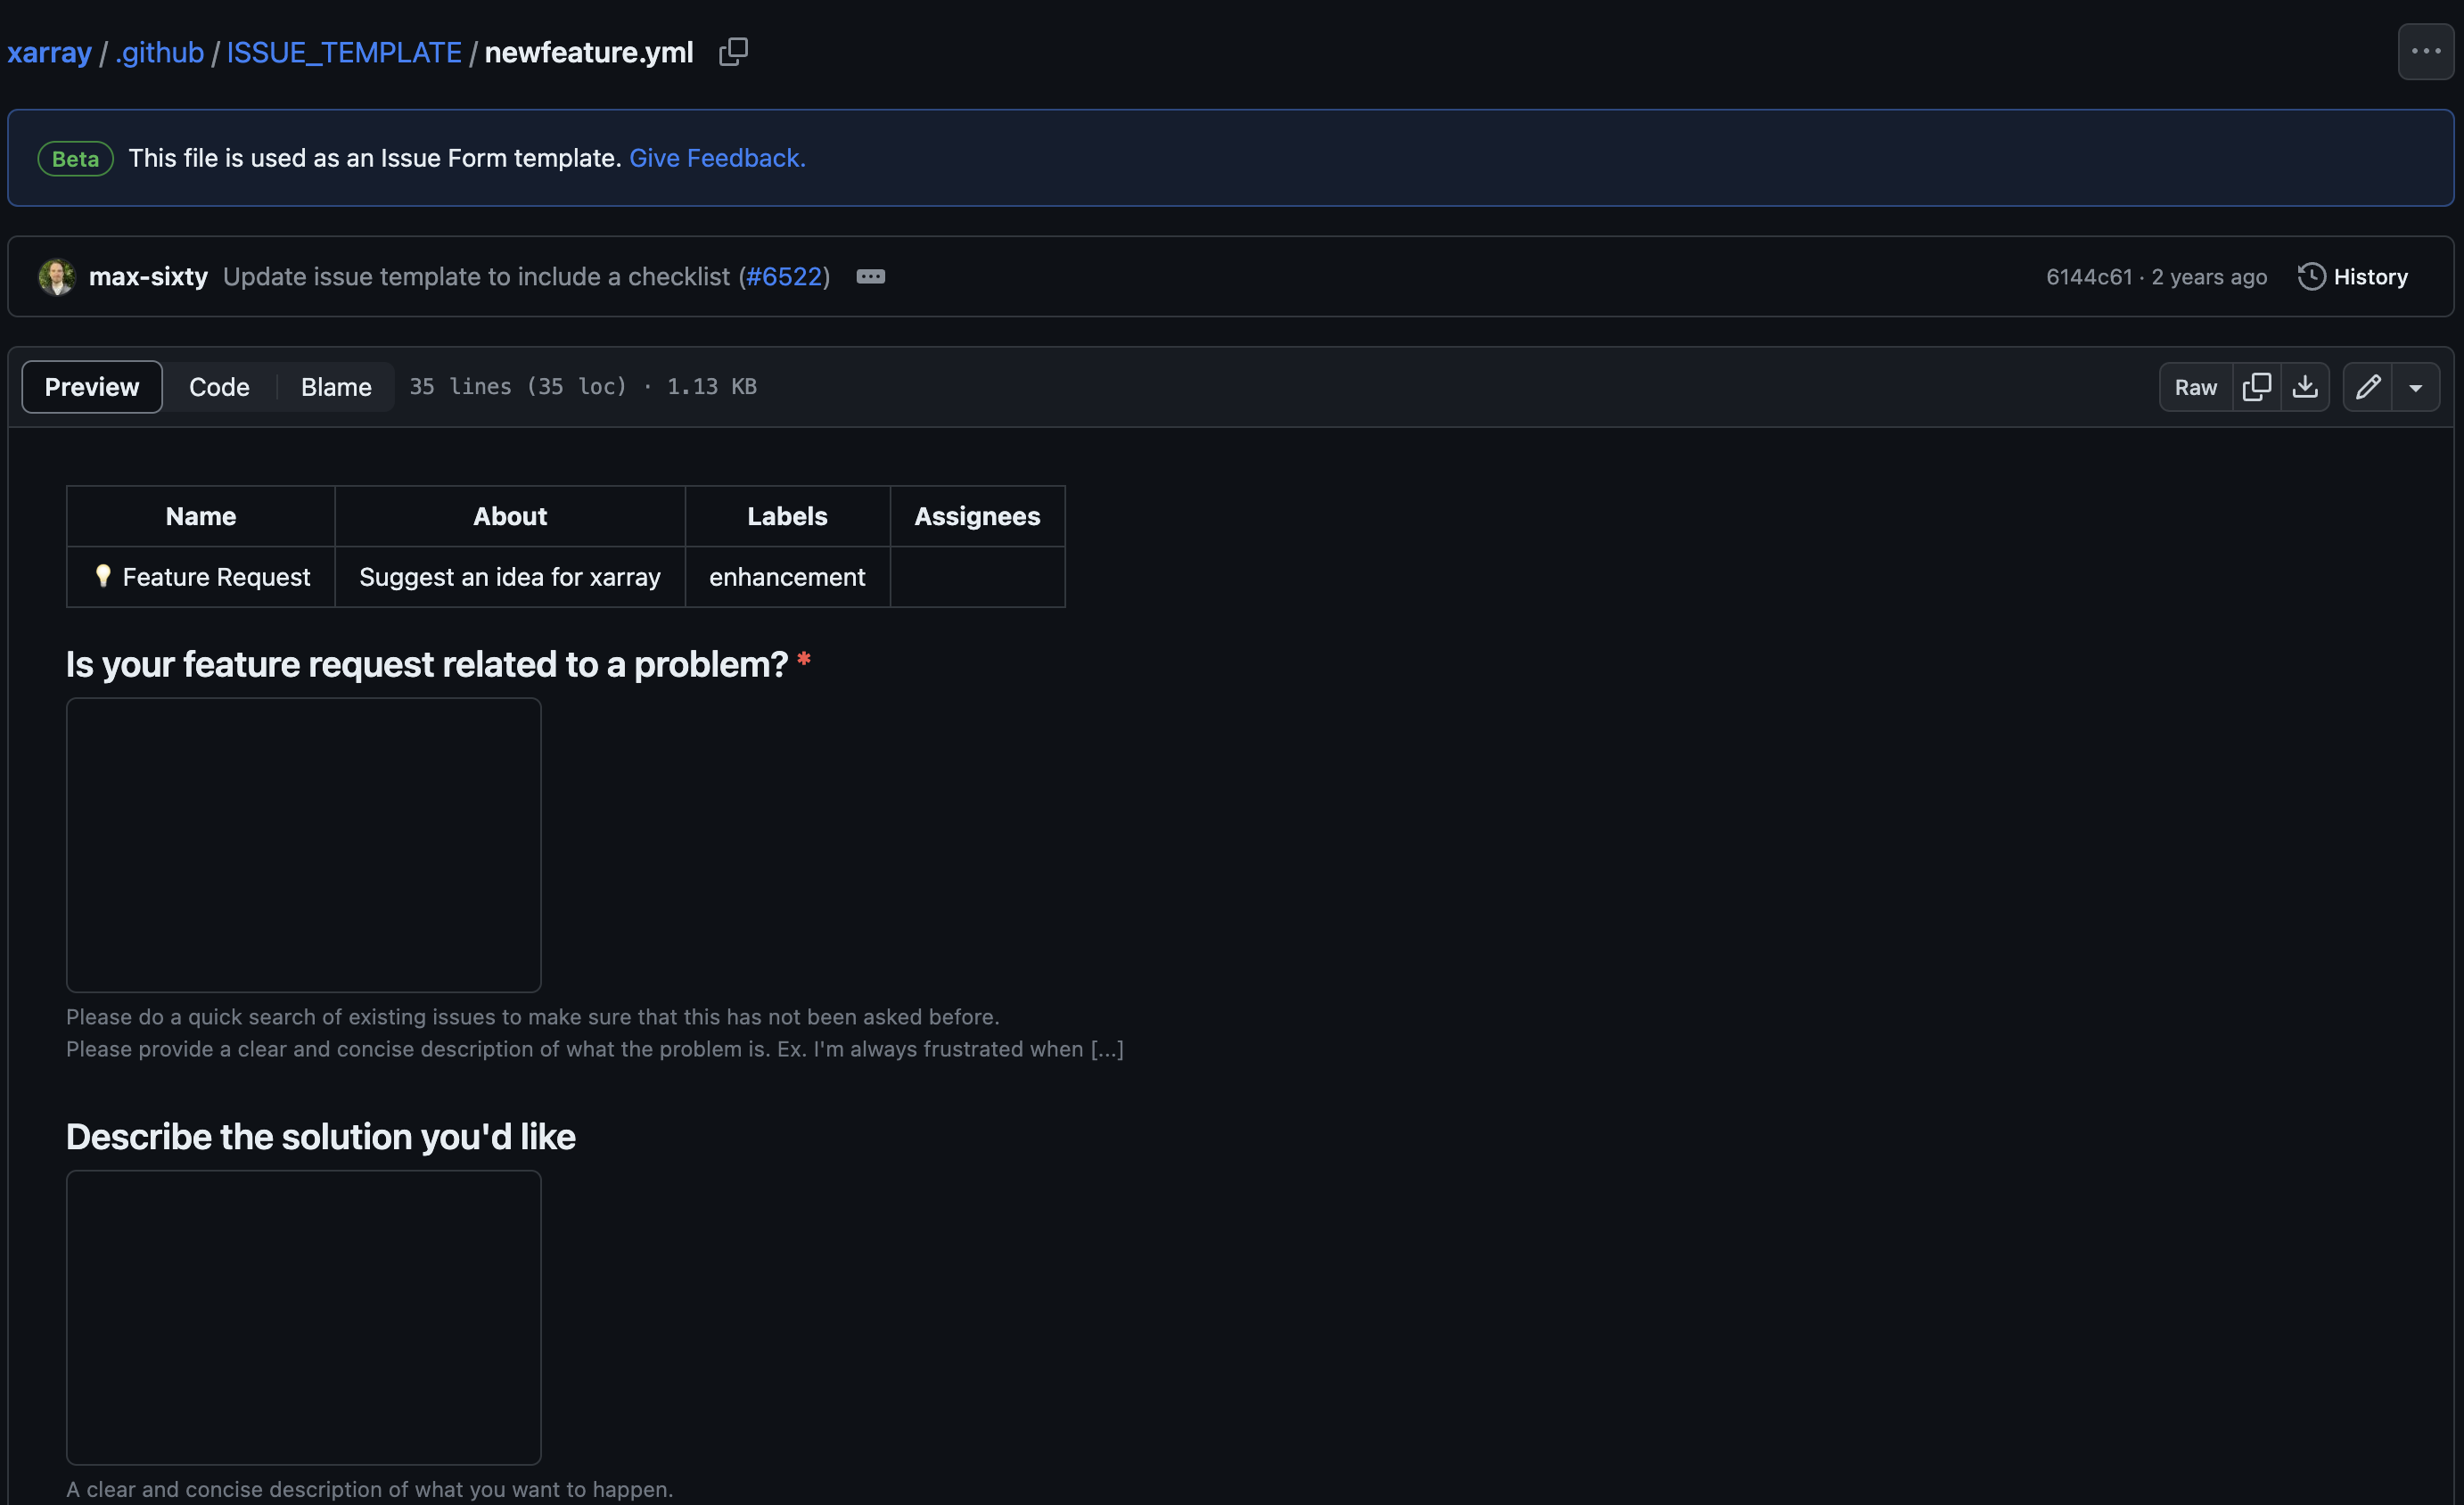 xarray / .github / ISSUE_TEMPLATE / newfeature.yml
Beta This file is used as an Issue Form template. Give Feedback.
max-sixty Update issue template to include a checklist (#6522) 6144c61 · 2 years ago History
Preview Code Blame 35 lines (35 loc) · 1.13 KB Raw
Name About Labels Assignees
Feature Request Suggest an idea for xarray enhancement
Is your feature request related to a problem? *
Please do a quick search of existing issues to make sure that this has not been asked before.
Please provide a clear and concise description of what the problem is. Ex. I'm always frustrated when [...]
Describe the solution you'd like
A clear and concise description of what you want to happen.